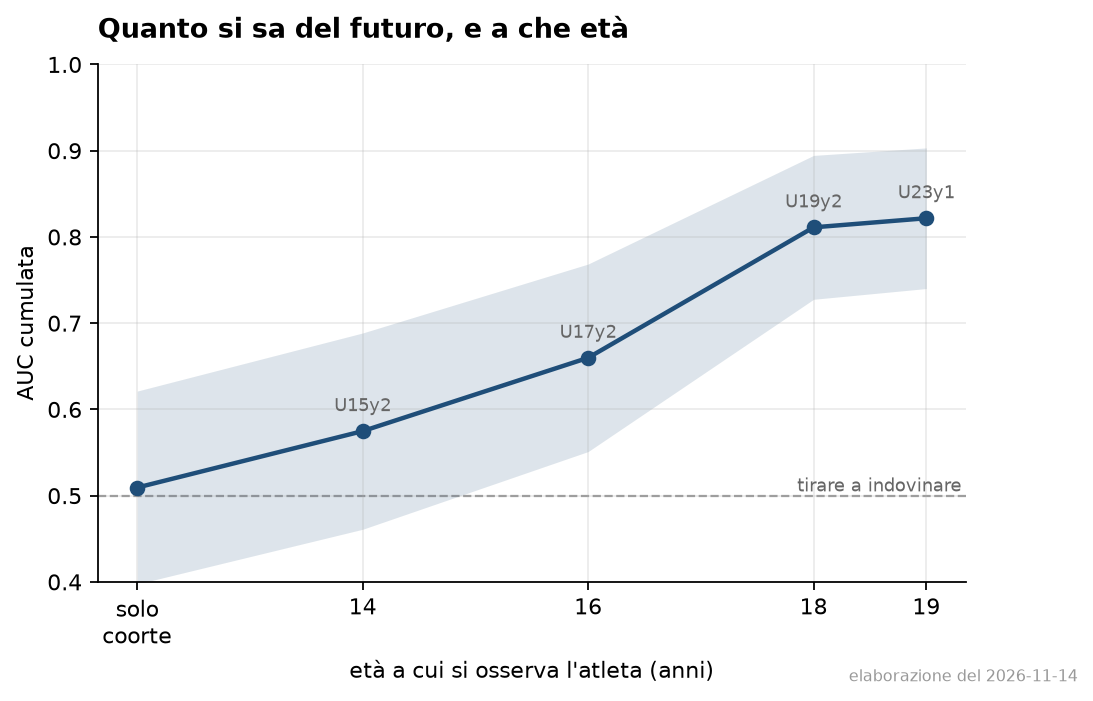 Quanto si sa del futuro, e a che età
1.0
0.9
0.8
0.7
0.6
0.5
0.4
AUC cumulata
U15y2
U17y2
U19y2
U23y1
tirare a indovinare
solo
coorte
14
16
18
19
età a cui si osserva l'atleta (anni)
elaborazione del 2026-11-14